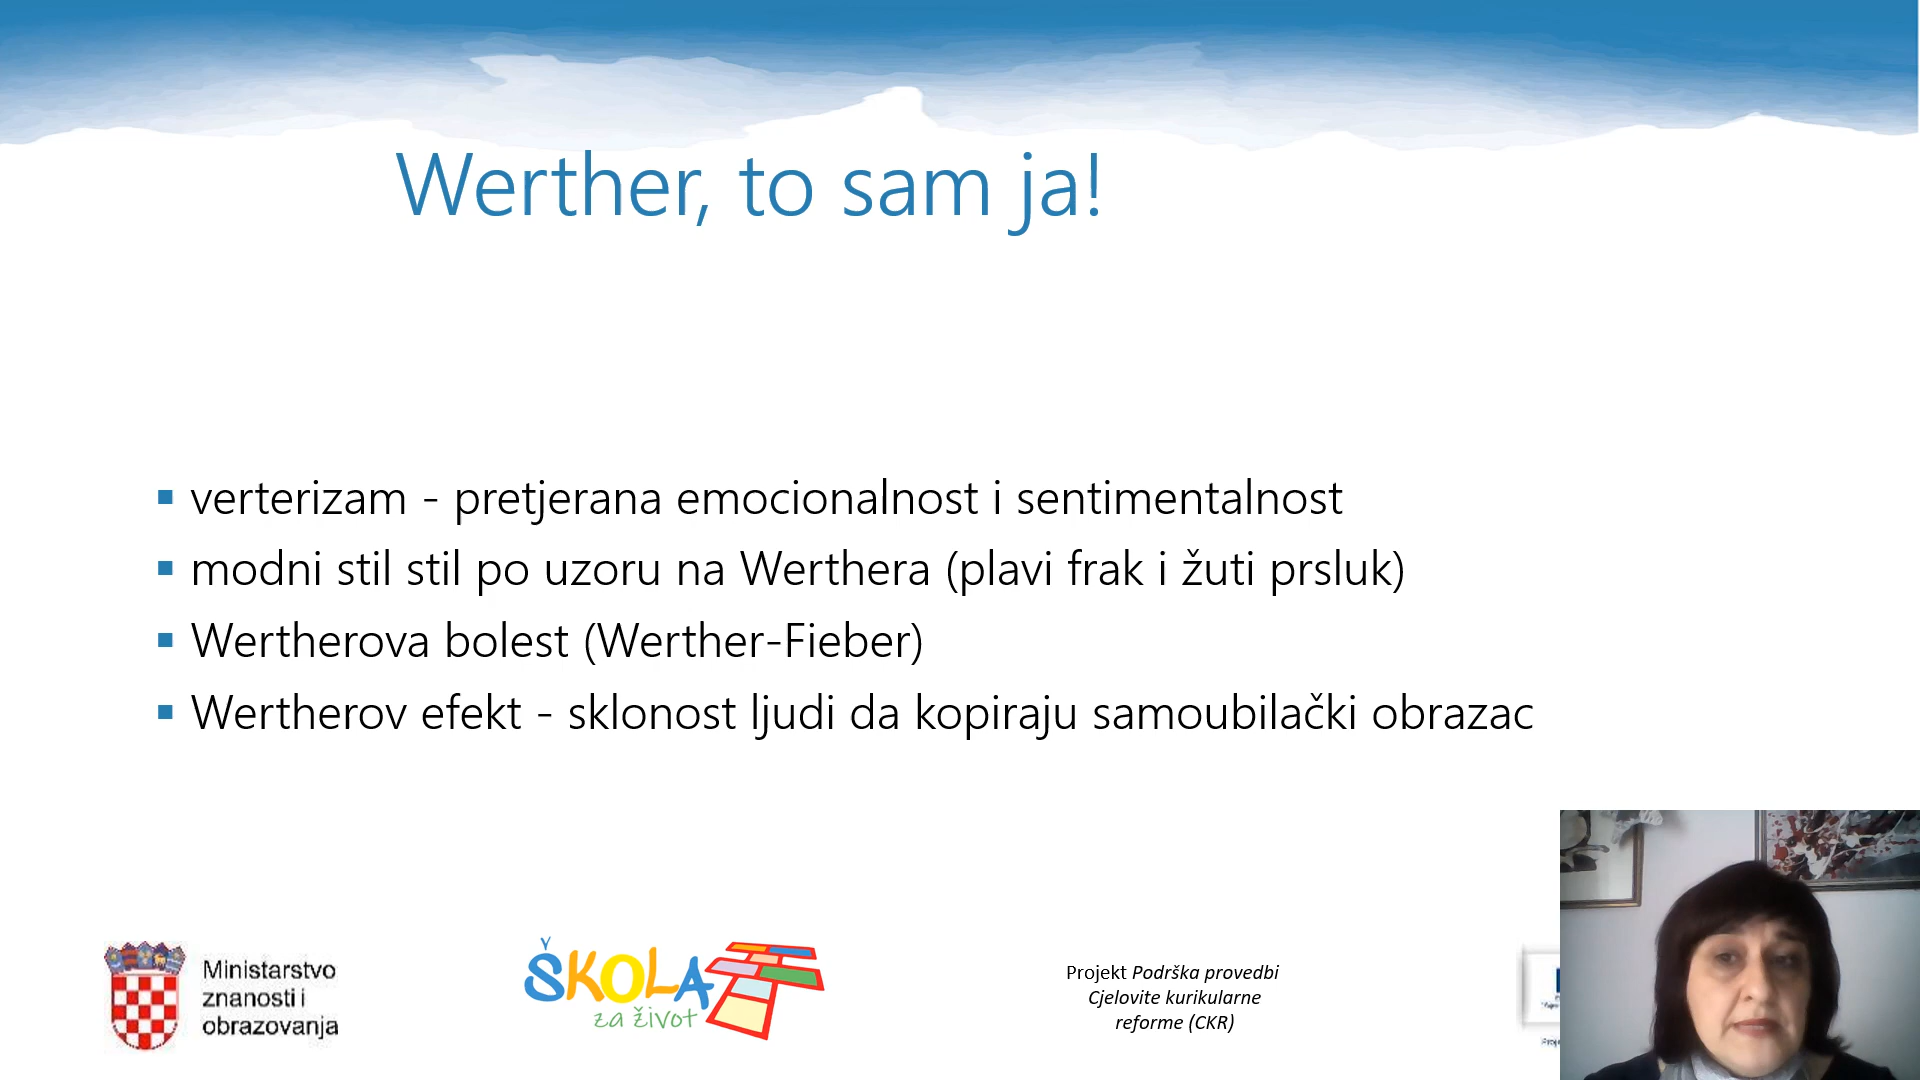 Werther, to sam ja!
verterizam - pretjerana emocionalnost i sentimentalnost
modni stil stil po uzoru na Werthera (plavi frak i žuti prsluk)
Wertherova bolest (Werther-Fieber)
Wertherov efekt - sklonost ljudi da kopiraju samoubilački obrazac
Ministarstvo
znanosti i
obrazovanja
ŠKOLA
za život
Projekt Podrška provedbi
Cjelovite kurikularne
reforme (CKR)